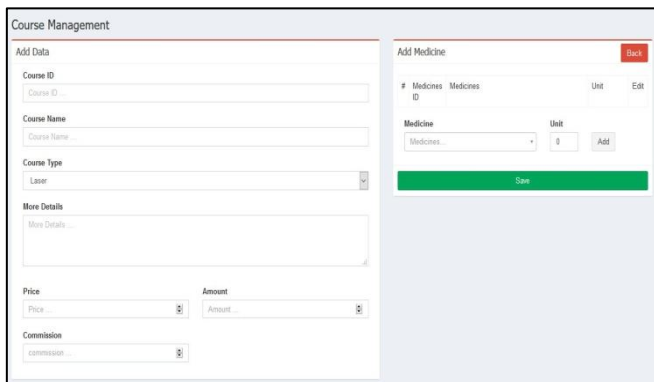 Course Management
Add Data
Course ID
Course ID ...
Course Name
Course Name ...
Course Type
Laser
More Details
More Details ...
Price
Amount
Price ...
Amount ...
Commission
commission ...
Add Medicine
Back
# Medicines ID Medicines Unit Edit
Medicine
Unit
Medicines...
0
Add
Save